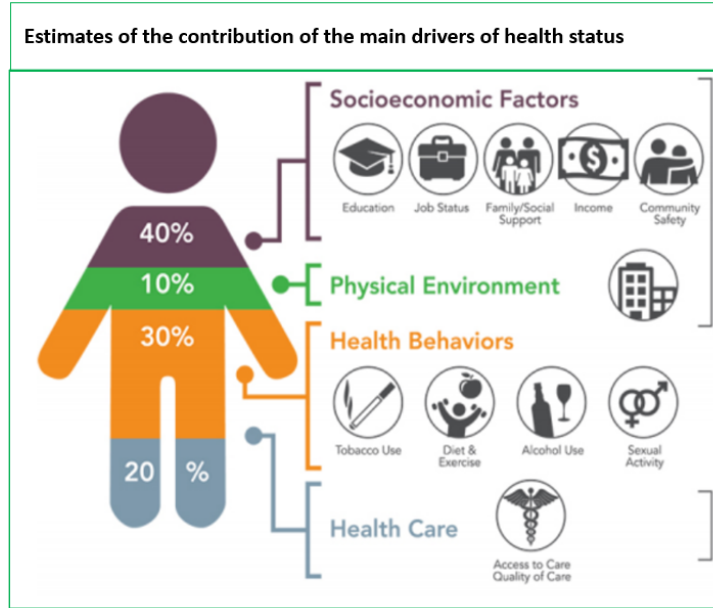 Estimates of the contribution of the main drivers of health status
Socioeconomic Factors
Education
Job Status
Family/Social
Support
Income
Community
Safety
40%
10%
Physical Environment
30%
Health Behaviors
Tobacco Use
Diet &
Exercise
Alcohol Use
Sexual
Activity
20 %
Health Care
Access to Care
Quality of Care